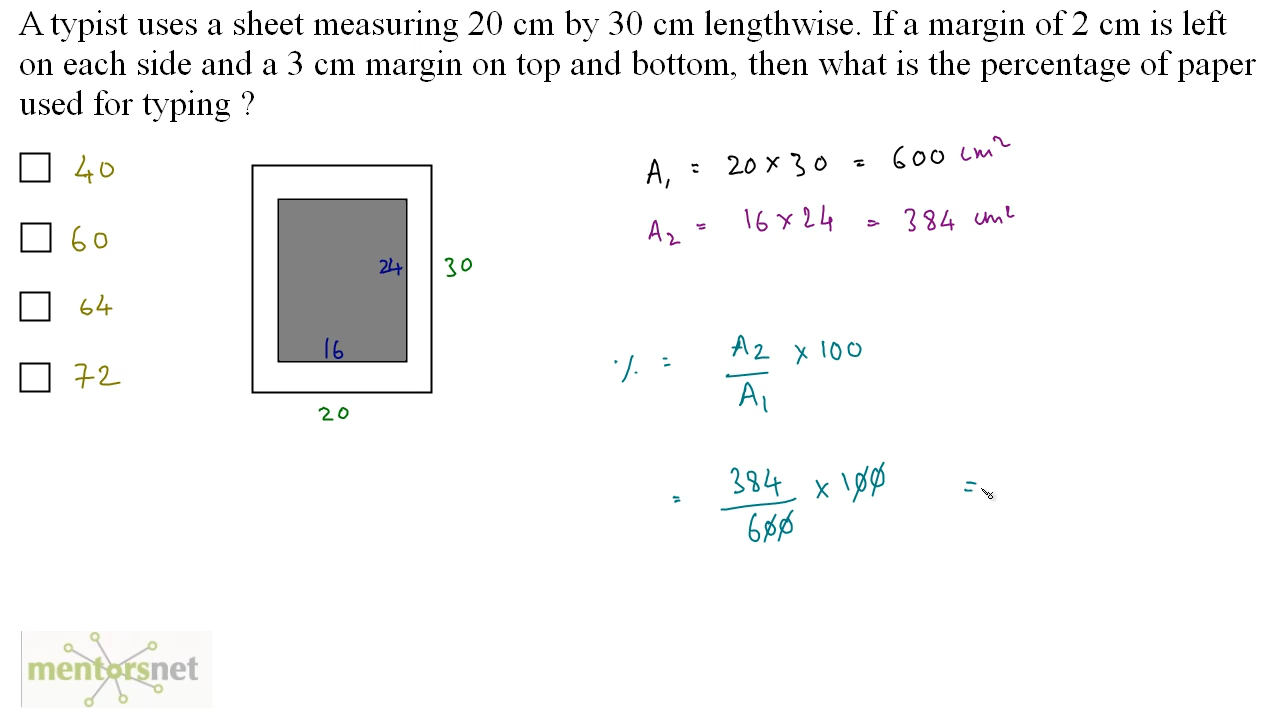 A typist uses a sheet measuring 20 cm by 30 cm lengthwise. If a margin of 2 cm is left
on each side and a 3 cm margin on top and bottom, then what is the percentage of paper
used for typing ?
40
60
64
72
24
30
16
20
A₁ = 20 × 30 = 600 cm²
A₂ = 16 × 24 = 384 cm²
% = A₂/A₁ × 100
= 384/600 × 100 =
mentorsnet